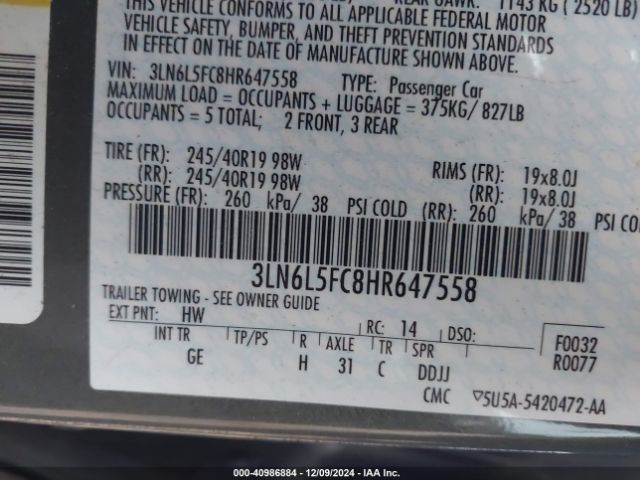 REAR GAWR: 1143 KG ( 2520 LB)
THIS VEHICLE CONFORMS TO ALL APPLICABLE FEDERAL MOTOR
VEHICLE SAFETY, BUMPER, AND THEFT PREVENTION STANDARDS
IN EFFECT ON THE DATE OF MANUFACTURE SHOWN ABOVE.
VIN: 3LN6L5FC8HR647558 TYPE: Passenger Car
MAXIMUM LOAD = OCCUPANTS + LUGGAGE = 375KG/ 827LB
OCCUPANTS = 5 TOTAL; 2 FRONT, 3 REAR
TIRE (FR): 245/40R19 98W RIMS (FR): 19x8.0J
(RR): 245/40R19 98W (RR): 19x8.0J
PRESSURE (FR): 260 kPa/ 38 PSI COLD (RR): 260 kPa/ 38 PSI CO
3LN6L5FC8HR647558
TRAILER TOWING - SEE OWNER GUIDE
EXT PNT: HW RC: 14 DSO: F0032
INT TR TP/PS R AXLE TR SPR R0077
GE H 31 C DDJJ
CMC ▽5U5A-5420472-AA
000-40986884 / 12/09/2024 - IAA Inc.